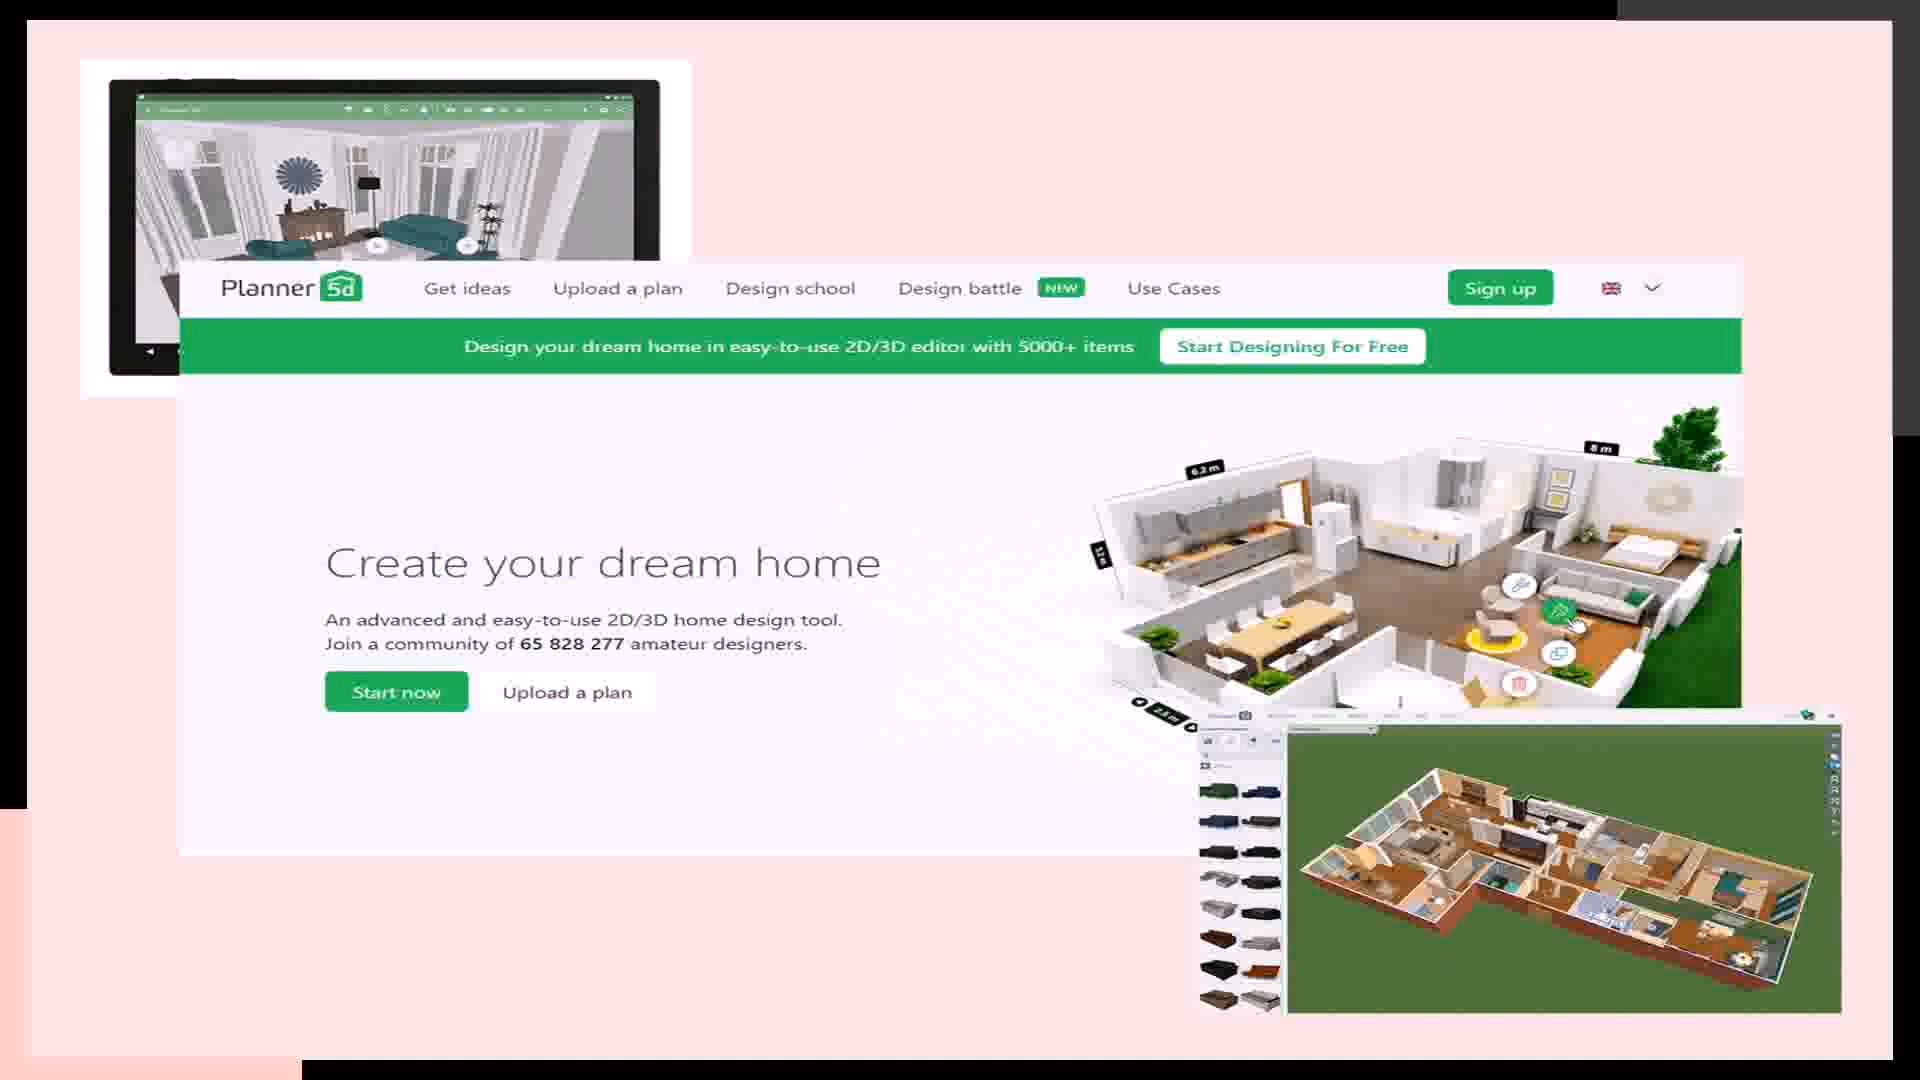 Planner 5d
Get ideas
Upload a plan
Design school
Design battle
NEW
Use Cases
Sign up
Design your dream home in easy-to-use 2D/3D editor with 5000+ items
Start Designing For Free
8 m
6.2 m
Create your dream home
An advanced and easy-to-use 2D/3D home design tool.
Join a community of 65 828 277 amateur designers.
Start now
Upload a plan